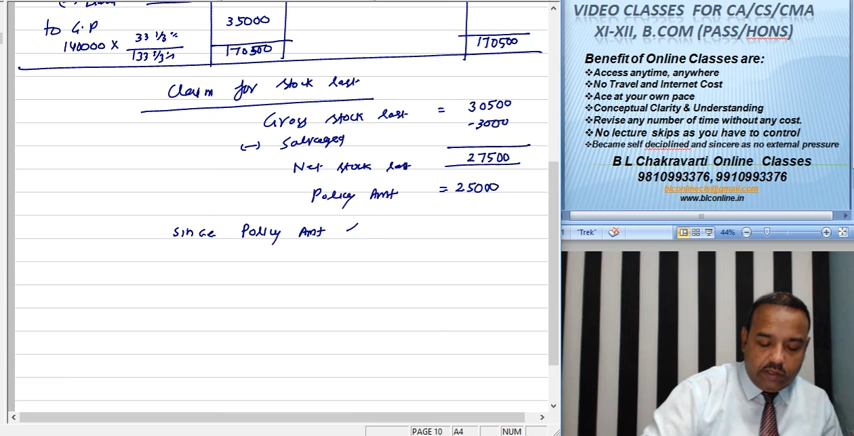 to G.P
35000
140000 × 33 1/3 %
133 1/3 %
170500
170500
Claim for stock lost
Gross stock lost = 30500
(-) Salvaged -3000
Net stock lost 27500
Policy Amt = 25000
since Policy Amt <
PAGE 10 A4 NUM
VIDEO CLASSES FOR CA/CS/CMA
XI-XII, B.COM (PASS/HONS)
Benefit of Online Classes are:
Access anytime, anywhere
No Travel and Internet Cost
Ace at your own pace
Conceptual Clarity & Understanding
Revise any number of time without any cost.
No lecture skips as you have to control
Became self deciplined and sincere as no external pressure
B L Chakravarti Online Classes
9810993376, 9910993376
www.blconline.in
"Trek" 44%